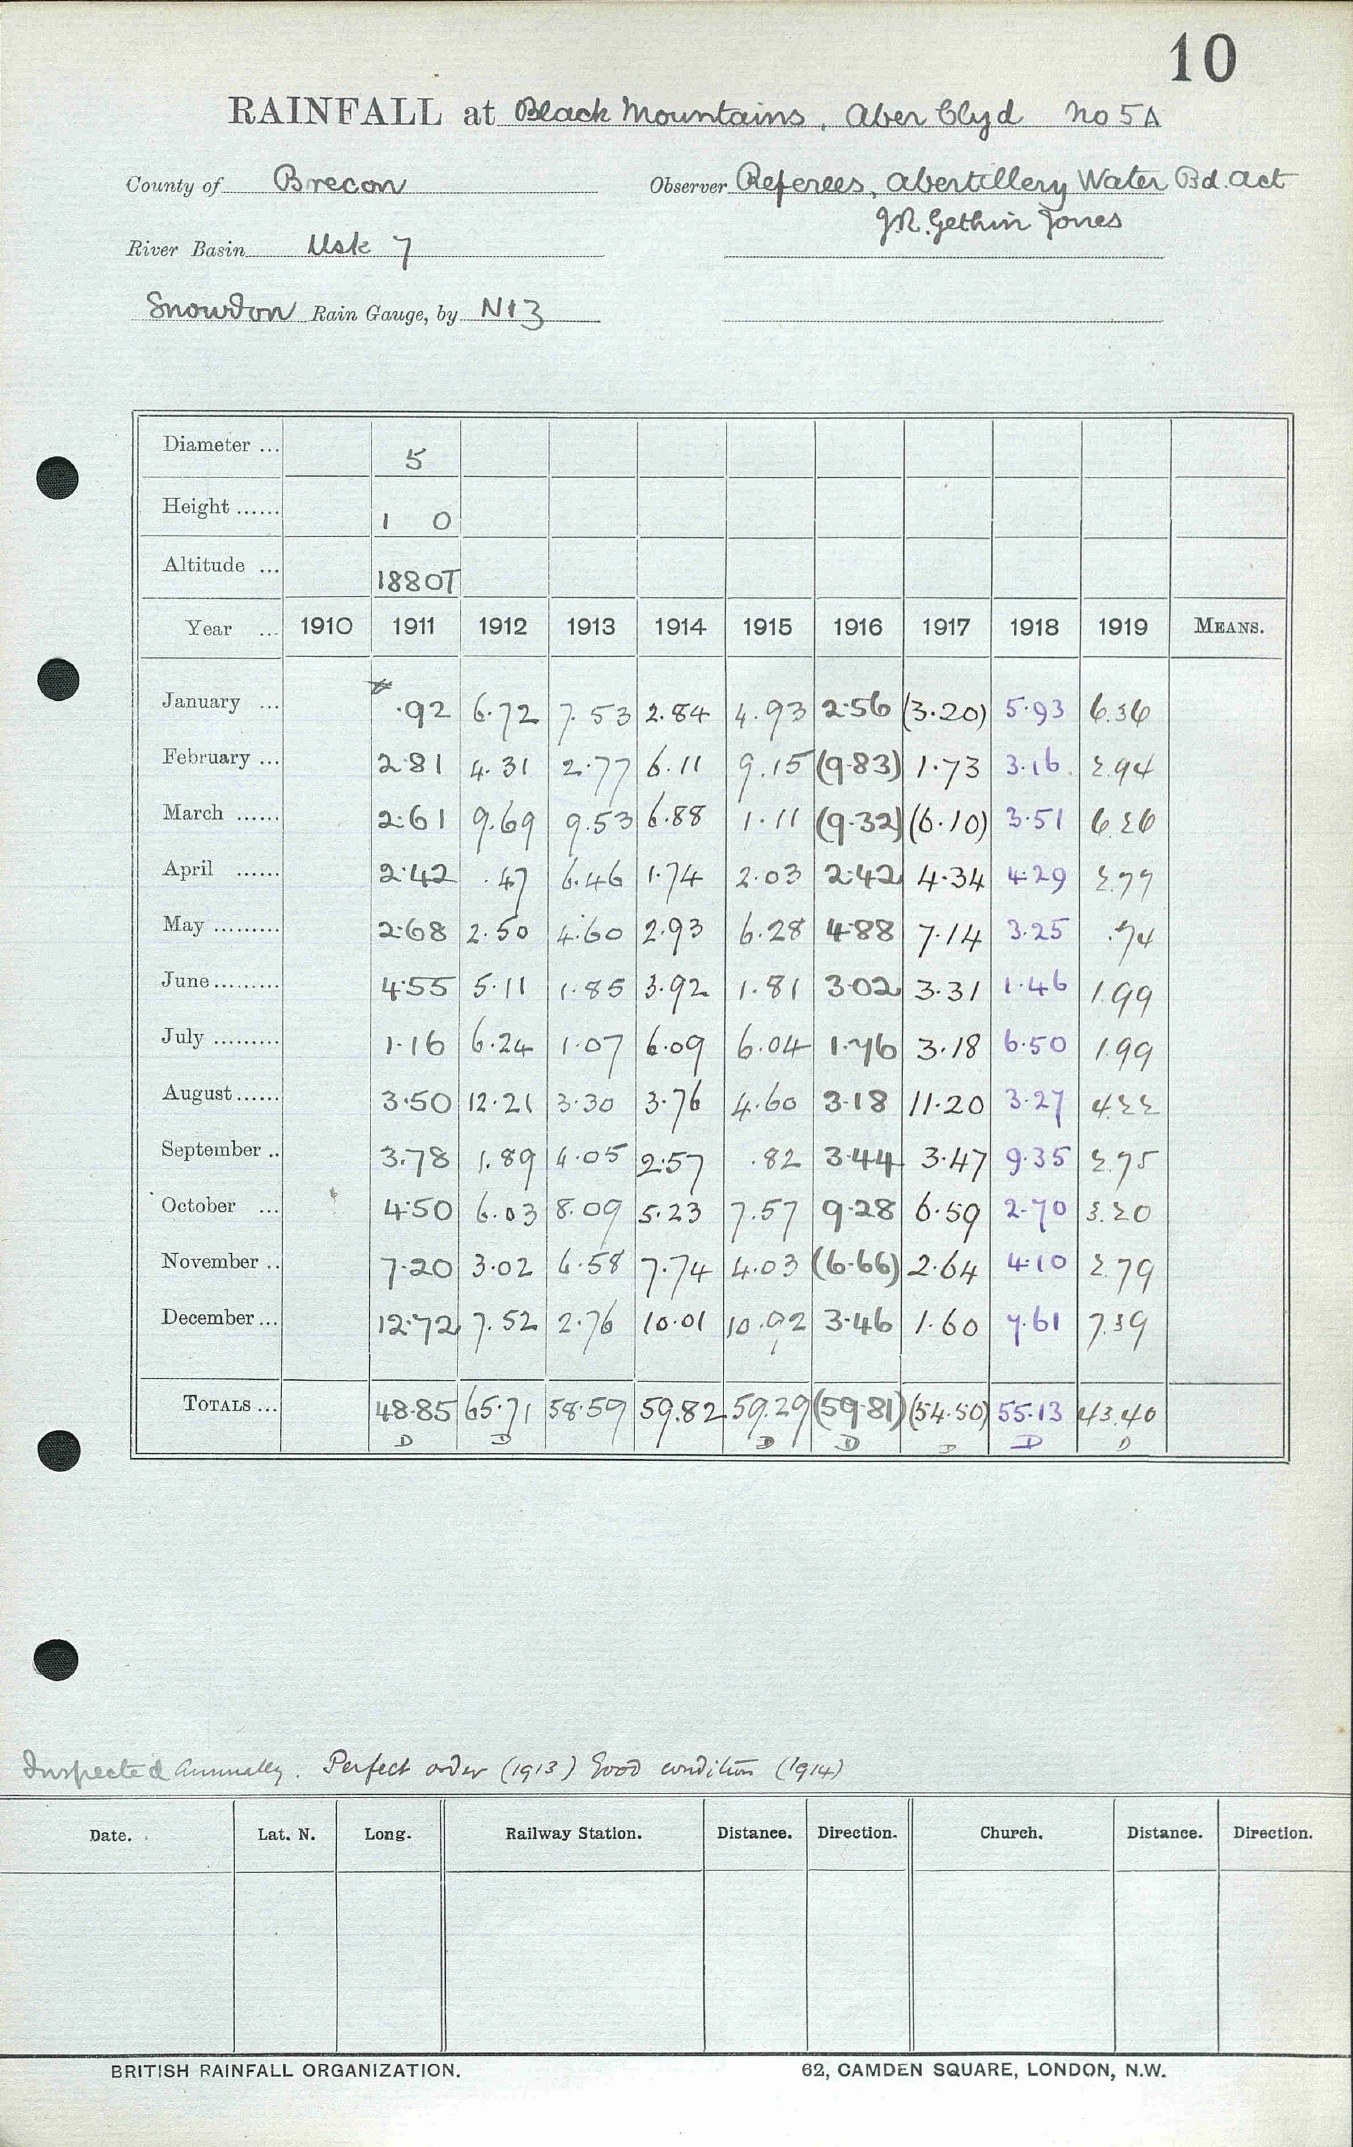 10
RAINFALL at Black Mountains, Aber Clyd No 5A
County of Brecon Observer Referees, Abertillery Water Bd. Act
J.R. Gethin Jones
River Basin Usk 7
Snowdon Rain Gauge, by N13
Diameter ... 5
Height ...... 1 0
Altitude ... 1880T
Year ... 1910 1911 1912 1913 1914 1915 1916 1917 1918 1919 MEANS.
January ... .92 6.72 7.53 2.84 4.93 2.56 (3.20) 5.93 6.36
February ... 2.81 4.31 2.77 6.11 9.15 (9.83) 1.73 3.16 2.94
March ...... 2.61 9.69 9.53 6.88 1.11 (9.32) (6.10) 3.51 6.26
April ...... 2.42 .47 6.46 1.74 2.03 2.42 4.34 4.29 2.77
May ......... 2.68 2.50 4.60 2.93 6.28 4.88 7.14 3.25 .74
June ......... 4.55 5.11 1.85 3.92 1.81 3.02 3.31 1.46 1.99
July ......... 1.16 6.24 1.07 6.09 6.04 1.76 3.18 6.50 1.99
August ...... 3.50 12.21 3.30 3.76 4.60 3.18 11.20 3.27 4.22
September .. 3.78 1.89 4.05 2.57 .82 3.44 3.47 9.35 2.75
October ... 4.50 6.03 8.09 5.23 7.57 9.28 6.59 2.70 3.20
November .. 7.20 3.02 6.58 7.74 4.03 (6.66) 2.64 4.10 2.79
December ... 12.72 7.52 2.76 10.01 10.92 3.46 1.60 7.61 7.39
TOTALS ... 48.85 65.71 58.59 59.82 59.29 (59.81) (54.50) 55.13 43.40
D D D D D D D
Inspected Annually. Perfect order (1913) Good condition (1914)
Date. Lat. N. Long. Railway Station. Distance. Direction. Church. Distance. Direction.
BRITISH RAINFALL ORGANIZATION. 62, CAMDEN SQUARE, LONDON, N.W.